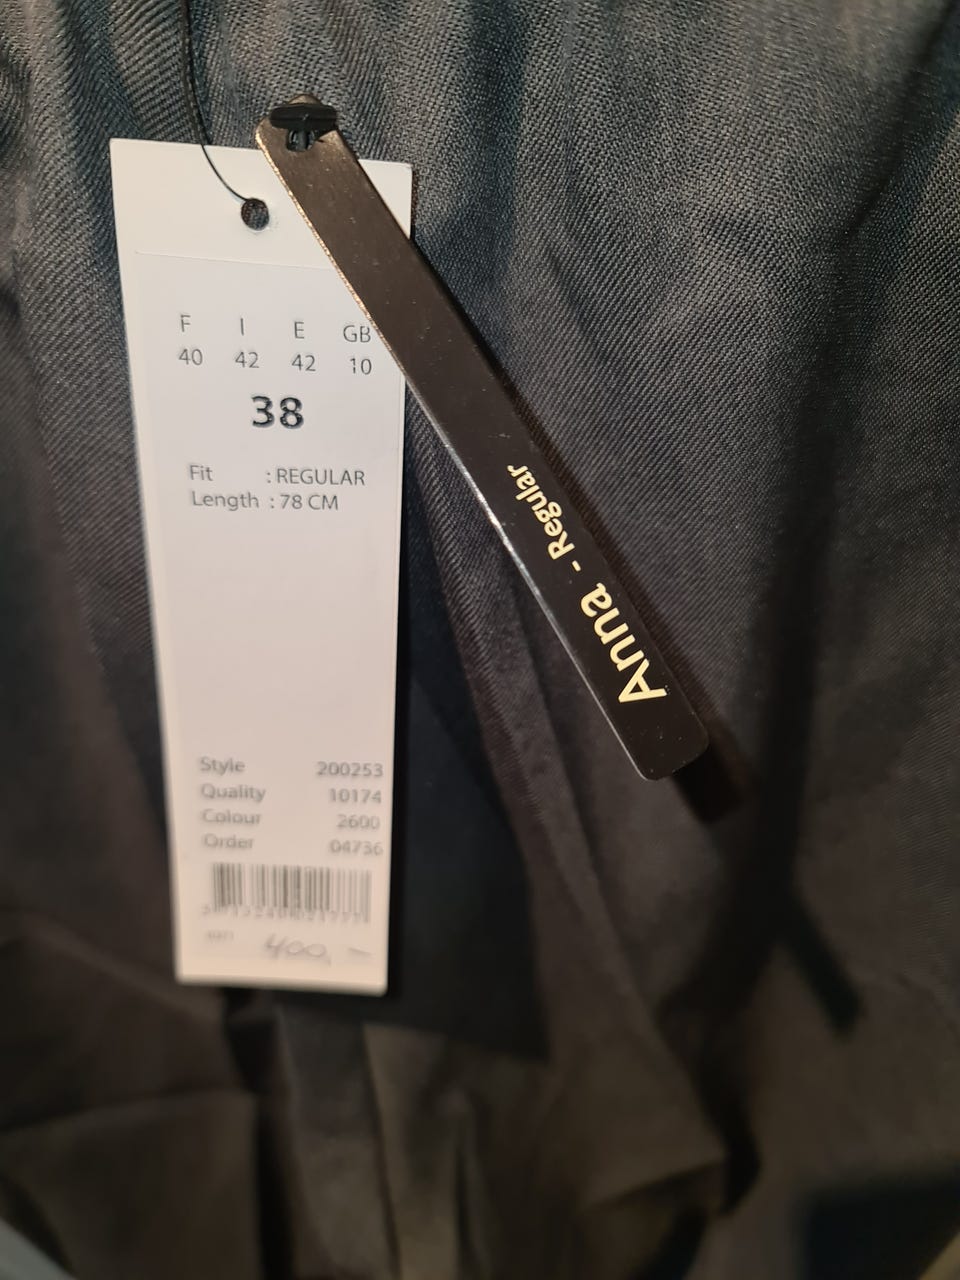 F I E GB
40 42 42 10
38
Fit : REGULAR
Length : 78 CM
Style 200253
Quality 10174
Colour 2600
Order 04736
400,-
Anna - Regular